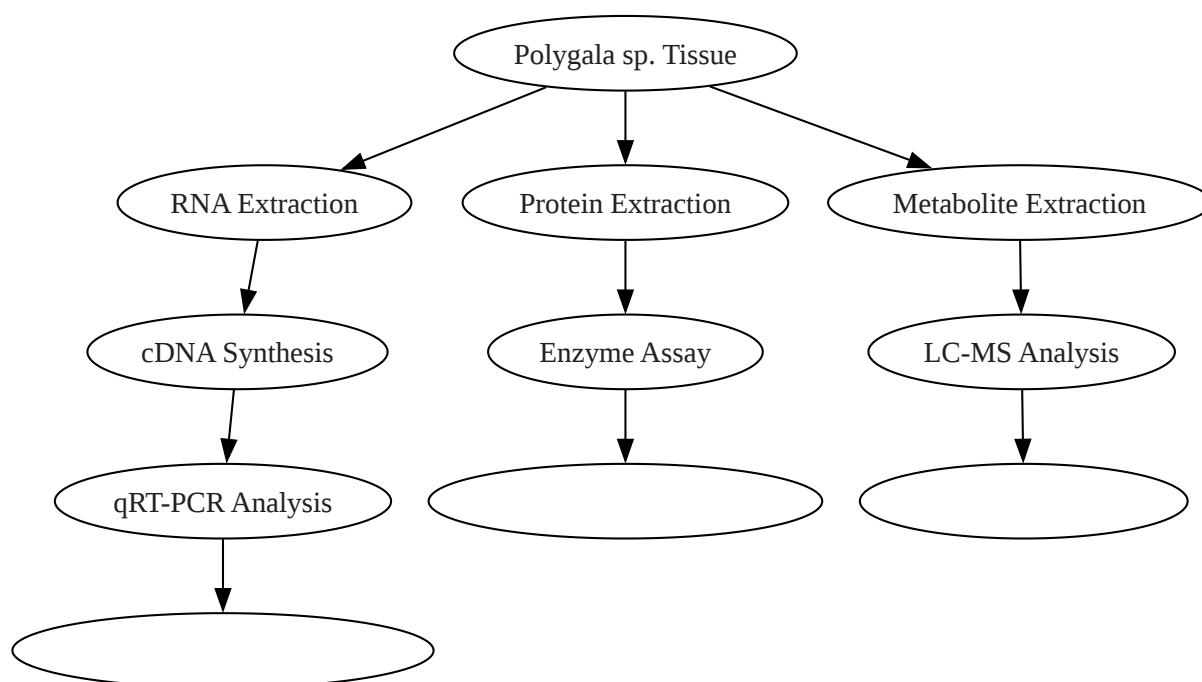 Polygala sp. Tissue
RNA Extraction
Protein Extraction
Metabolite Extraction
cDNA Synthesis
Enzyme Assay
LC-MS Analysis
qRT-PCR Analysis